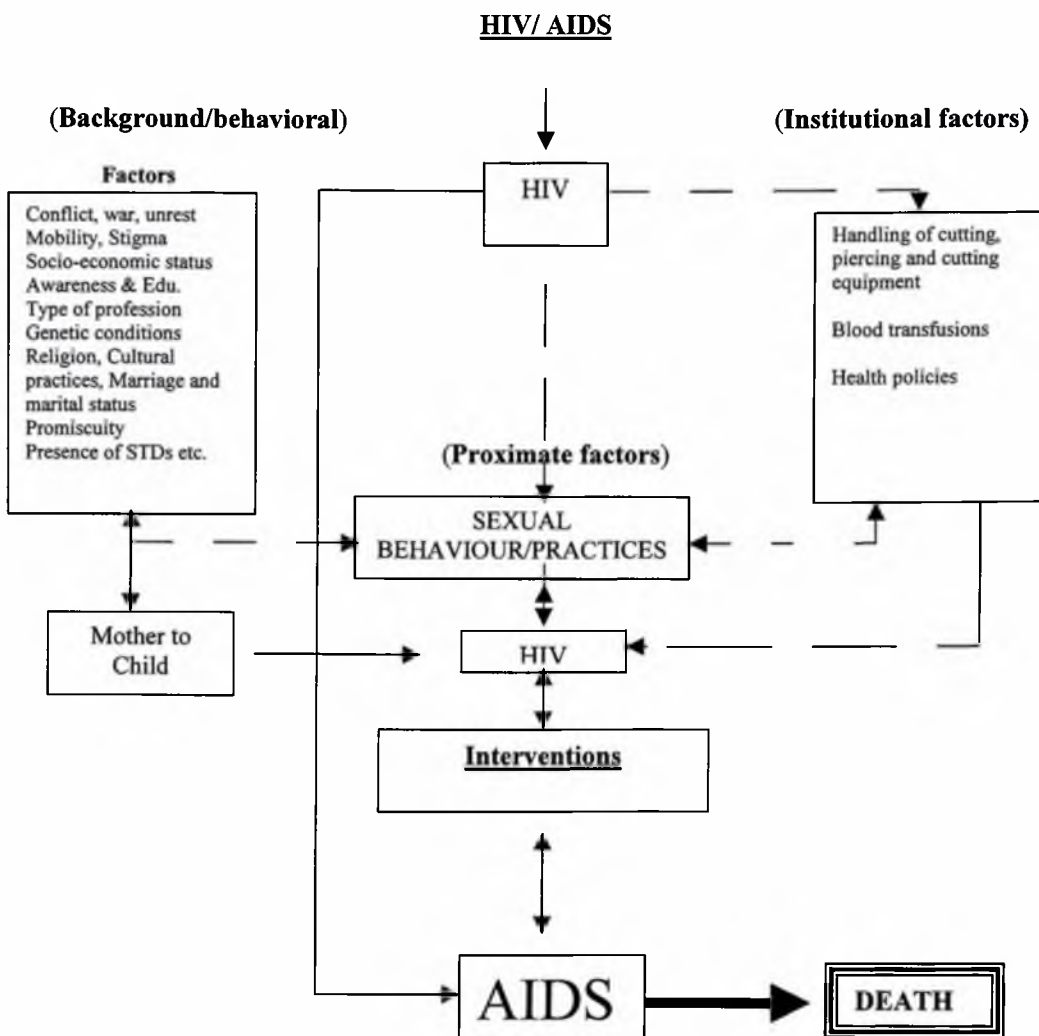 HIV/ AIDS
(Background/behavioral)
(Institutional factors)
Factors
Conflict, war, unrest
Mobility, Stigma
Socio-economic status
Awareness & Edu.
Type of profession
Genetic conditions
Religion, Cultural
practices, Marriage and
marital status
Promiscuity
Presence of STDs etc.
HIV
Handling of cutting,
piercing and cutting
equipment
Blood transfusions
Health policies
(Proximate factors)
SEXUAL
BEHAVIOUR/PRACTICES
Mother to
Child
HIV
Interventions
AIDS
DEATH